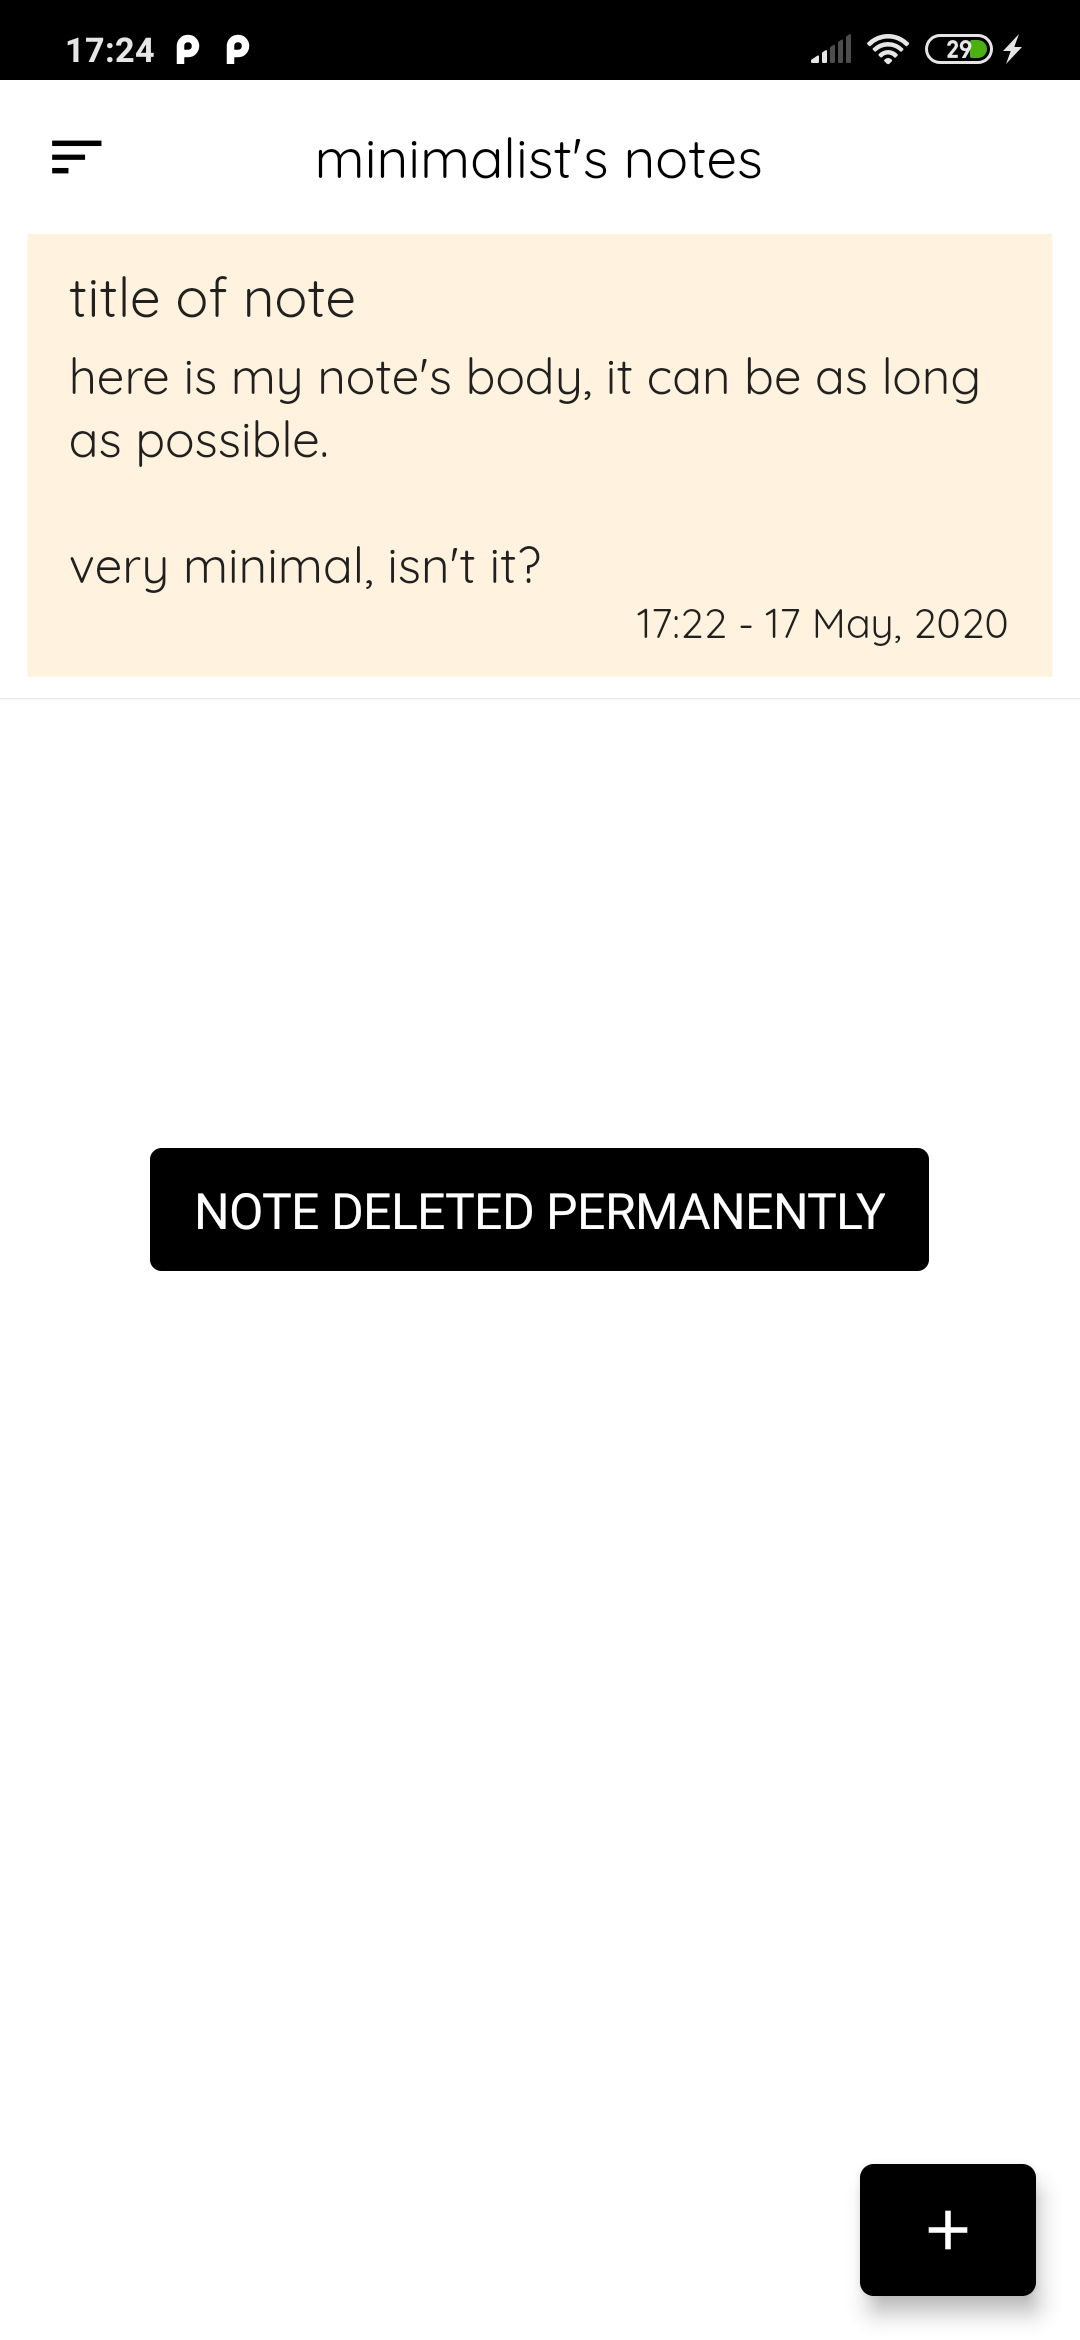 17:24
29
minimalist's notes
title of note
here is my note's body, it can be as long
as possible.
very minimal, isn't it?
17:22 - 17 May, 2020
NOTE DELETED PERMANENTLY
+